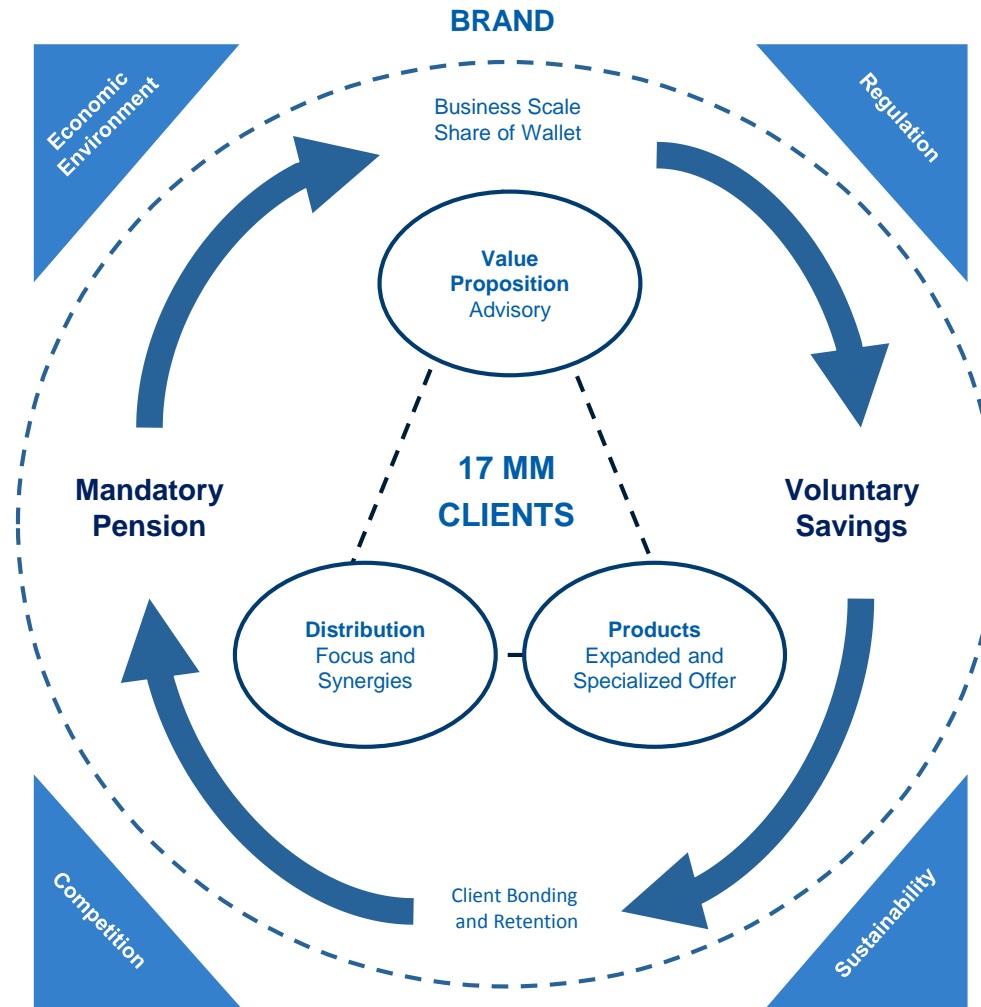 BRAND
Economic
Environment
Regulation
Business Scale
Share of Wallet
Value
Proposition
Advisory
17 MM
CLIENTS
Mandatory
Pension
Voluntary
Savings
Distribution
Focus and
Synergies
Products
Expanded and
Specialized Offer
Client Bonding
and Retention
Competition
Sustainability